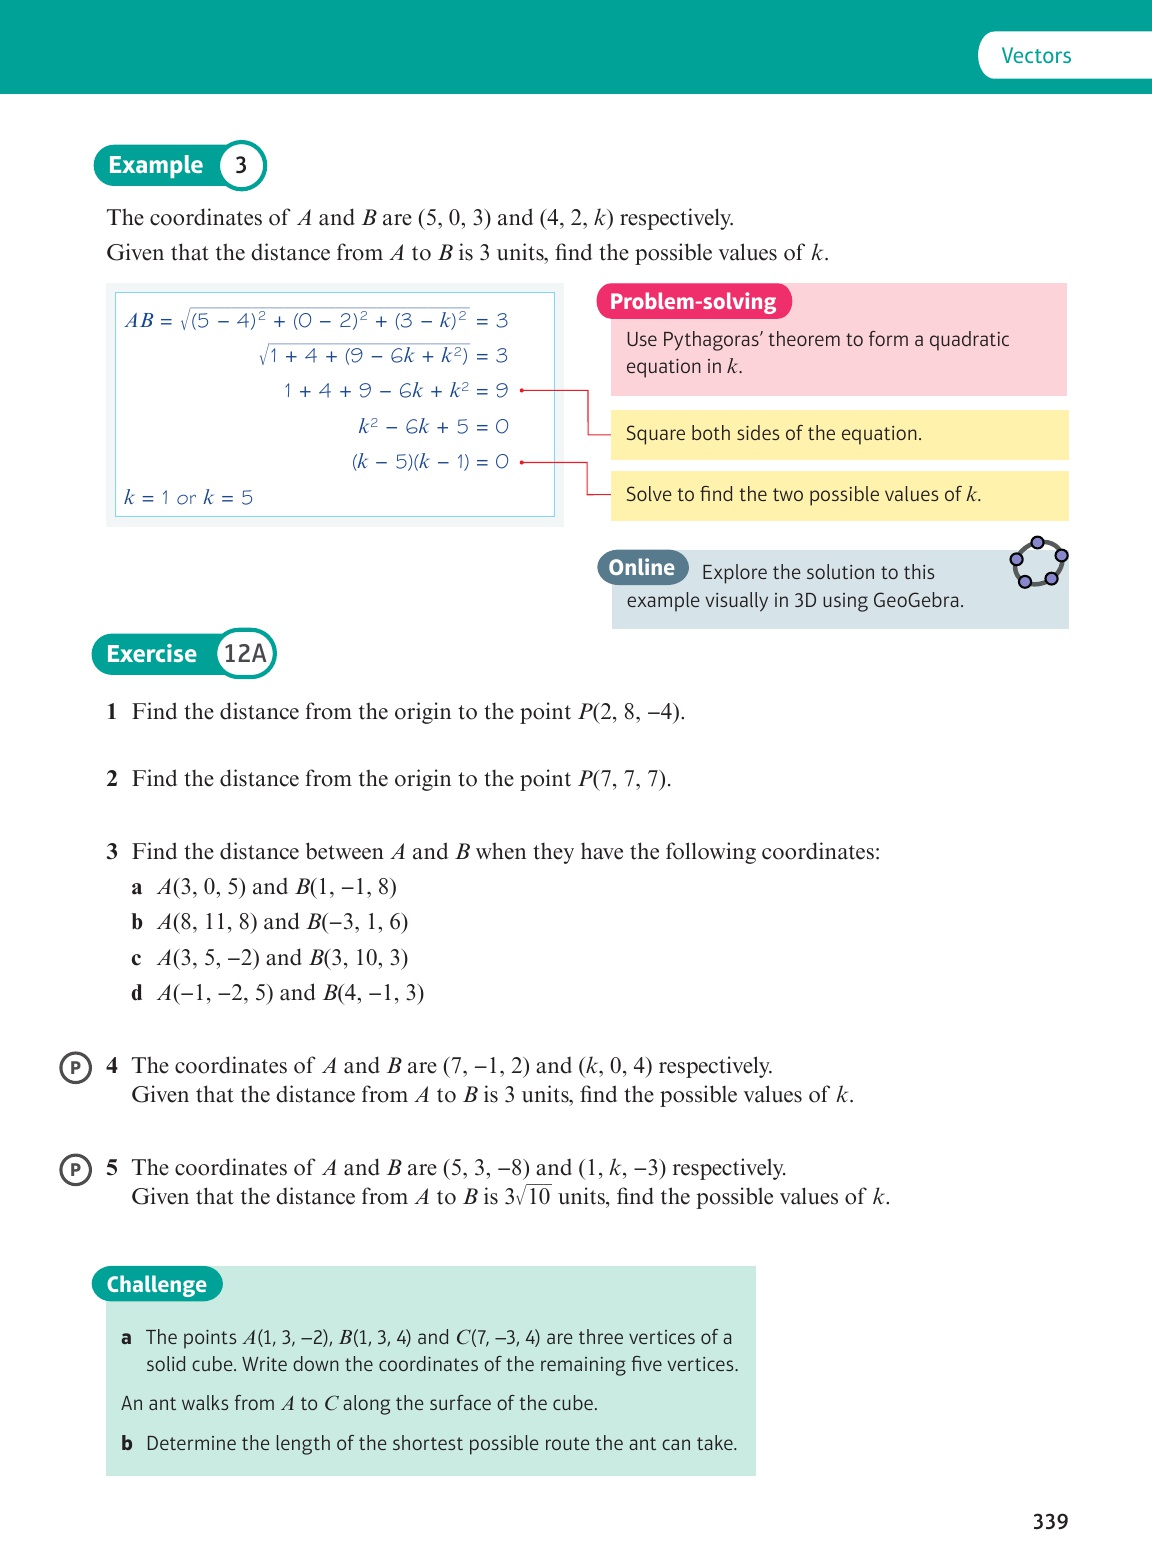 Vectors
Example 3
The coordinates of A and B are (5, 0, 3) and (4, 2, k) respectively.
Given that the distance from A to B is 3 units, find the possible values of k.
AB = √(5 − 4)² + (0 − 2)² + (3 − k)² = 3
√1 + 4 + (9 − 6k + k²) = 3
1 + 4 + 9 − 6k + k² = 9
k² − 6k + 5 = 0
(k − 5)(k − 1) = 0
k = 1 or k = 5
Problem-solving
Use Pythagoras’ theorem to form a quadratic
equation in k.
Square both sides of the equation.
Solve to find the two possible values of k.
Online Explore the solution to this
example visually in 3D using GeoGebra.
Exercise 12A
1 Find the distance from the origin to the point P(2, 8, −4).
2 Find the distance from the origin to the point P(7, 7, 7).
3 Find the distance between A and B when they have the following coordinates:
a A(3, 0, 5) and B(1, −1, 8)
b A(8, 11, 8) and B(−3, 1, 6)
c A(3, 5, −2) and B(3, 10, 3)
d A(−1, −2, 5) and B(4, −1, 3)
P 4 The coordinates of A and B are (7, −1, 2) and (k, 0, 4) respectively.
Given that the distance from A to B is 3 units, find the possible values of k.
P 5 The coordinates of A and B are (5, 3, −8) and (1, k, −3) respectively.
Given that the distance from A to B is 3√10 units, find the possible values of k.
Challenge
a The points A(1, 3, −2), B(1, 3, 4) and C(7, −3, 4) are three vertices of a
solid cube. Write down the coordinates of the remaining five vertices.
An ant walks from A to C along the surface of the cube.
b Determine the length of the shortest possible route the ant can take.
339